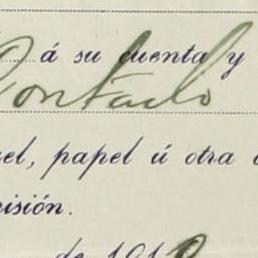 á su cuenta y
Contado
el, papel ú otra
isión.
de 191